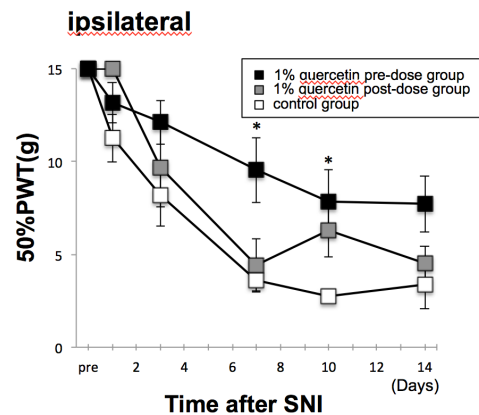 ipsilateral
1% quercetin pre-dose group
1% quercetin post-dose group
control group
50%PWT(g)
15
10
5
0
*
*
pre 2 4 6 8 10 12 14
(Days)
Time after SNI